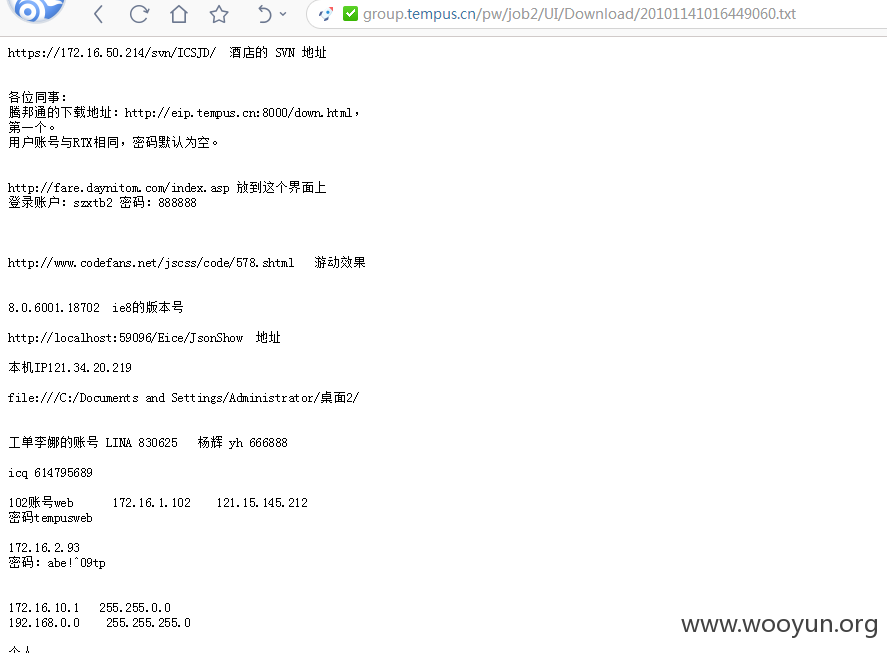 group.tempus.cn/pw/job2/UI/Download/20101141016449060.txt
https://172.16.50.214/svn/ICSJD/  酒店的 SVN 地址
各位同事:
腾邦通的下载地址: http://eip.tempus.cn:8000/down.html,
第一个。
用户账号与RTX相同，密码默认为空。
http://fare.daynitom.com/index.asp 放到这个界面上
登录账户: szxtb2 密码: 888888
http://www.codefans.net/jscss/code/578.shtml   游动效果
8.0.6001.18702  ie8的版本号
http://localhost:59096/Eice/JsonShow  地址
本机IP121.34.20.219
file:///C:/Documents and Settings/Administrator/桌面2/
工单李娜的账号 LINA 830625   杨辉 yh 666888
icq 614795689
102账号web      172.16.1.102    121.15.145.212
密码tempusweb
172.16.2.93
密码: abe!^09tp
172.16.10.1   255.255.0.0
192.168.0.0    255.255.255.0
www.wooyun.org